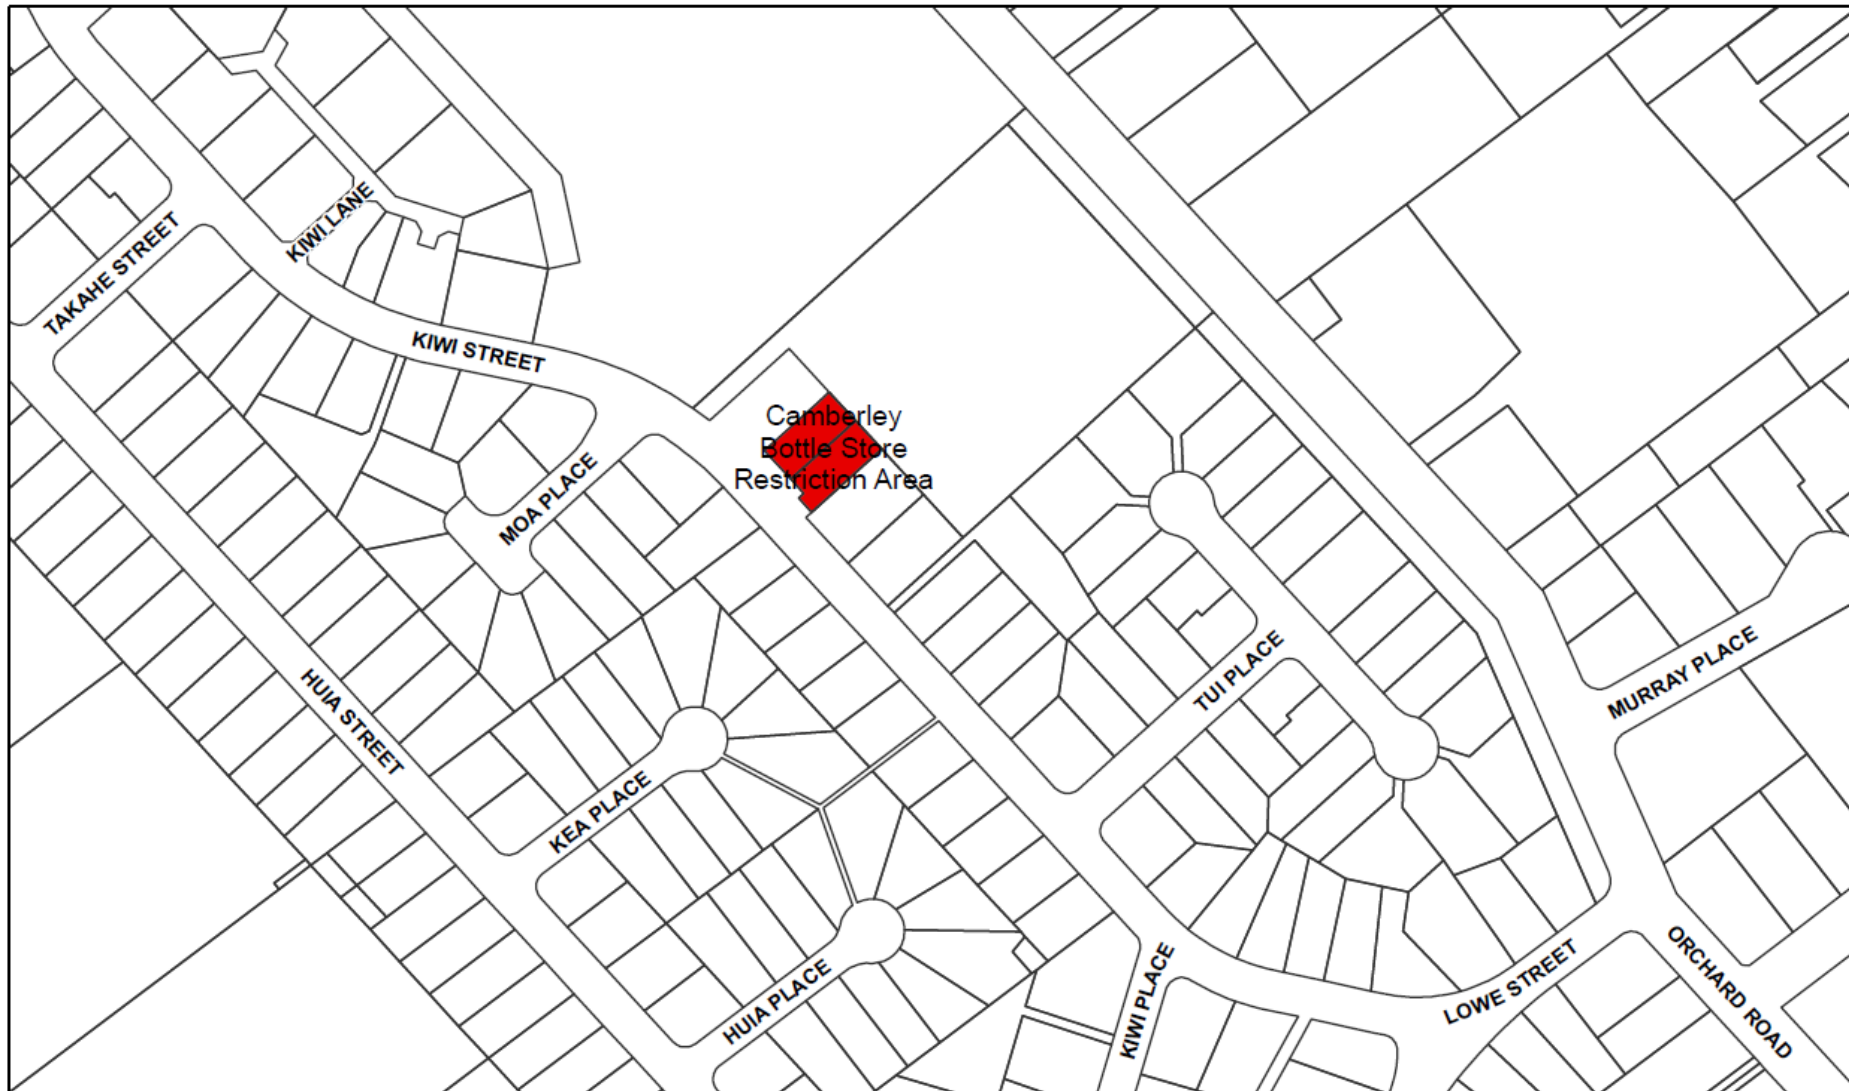 KIWI LANE
TAKAHE STREET
KIWI STREET
Camberley
Bottle Store
Restriction Area
MOA PLACE
HUIA STREET
TUI PLACE
MURRAY PLACE
KEA PLACE
HUIA PLACE
KIWI PLACE
LOWE STREET
ORCHARD ROAD